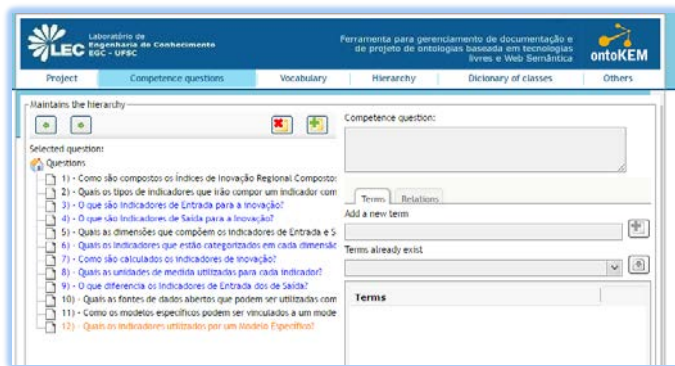 LEC
Laboratório de
Engenharia do Conhecimento
EGC - UFSC
Ferramenta para gerenciamento de documentação e
de projeto de ontologias baseada em tecnologias
livres e Web Semântica
ontoKEM
Project Competence questions Vocabulary Hierarchy Dicionary of classes Others
Maintains the hierarchy
Selected question:
Questions
1) - Como são compostos os Índices de Inovação Regional Compostos
2) - Quais os tipos de indicadores que irão compor um indicador com
3) - O que são Indicadores de Entrada para a Inovação?
4) - O que são Indicadores de Saída para a Inovação?
5) - Quais as dimensões que compõem os indicadores de Entrada e S
6) - Quais os indicadores que estão categorizados em cada dimensão
7) - Como são calculados os indicadores de inovação?
8) - Quais as unidades de medida utilizadas para cada indicador?
9) - O que diferencia os Indicadores de Entrada dos de Saída?
10) - Quais as fontes de dados abertos que podem ser utilizadas com
11) - Como os modelos específicos podem ser vinculados a um mode
12) - Quais os indicadores utilizados por um Modelo Específico?
Competence question:
Terms Relations
Add a new term
Terms already exist
Terms